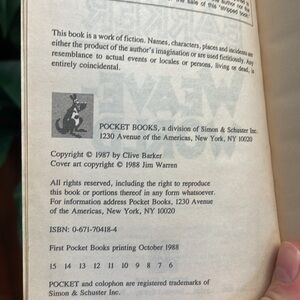 the sale of this "stripped book."
This book is a work of fiction. Names, characters, places and incidents are
either the product of the author's imagination or are used fictitiously. Any
resemblance to actual events or locales or persons, living or dead, is
entirely coincidental.
POCKET BOOKS, a division of Simon & Schuster Inc.
1230 Avenue of the Americas, New York, NY 10020
Copyright © 1987 by Clive Barker
Cover art copyright © 1988 Jim Warren
All rights reserved, including the right to reproduce
this book or portions thereof in any form whatsoever.
For information address Pocket Books, 1230 Avenue
of the Americas, New York, NY 10020
ISBN: 0-671-70418-4
First Pocket Books printing October 1988
15 14 13 12 11 10 9 8 7 6
POCKET and colophon are registered trademarks of
Simon & Schuster Inc.